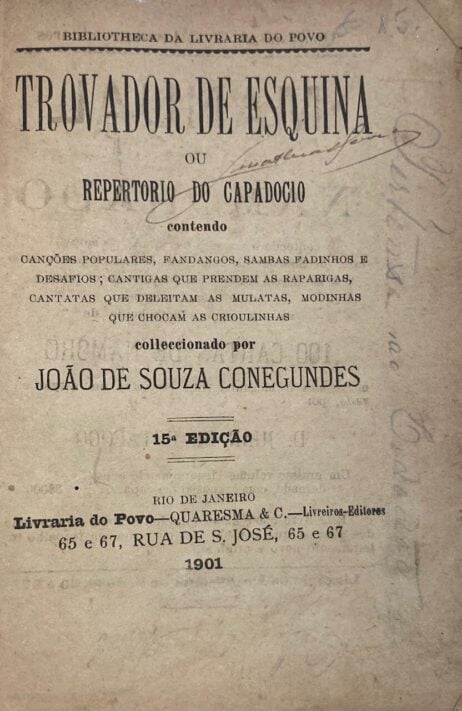 BIBLIOTHECA DA LIVRARIA DO POVO
TROVADOR DE ESQUINA
OU
REPERTORIO DO CAPADOCIO
contendo
CANÇÕES POPULARES, FANDANGOS, SAMBAS FADINHOS E
DESAFIOS; CANTIGAS QUE PRENDEM AS RAPARIGAS,
CANTATAS QUE DELEITAM AS MULATAS, MODINHAS
QUE CHOCAM AS CRIOULINHAS
colleccionado por
JOÃO DE SOUZA CONEGUNDES
15ª EDIÇÃO
RIO DE JANEIRO
Livraria do Povo—QUARESMA & C.—Livreiros-Editores
65 e 67, RUA DE S. JOSÉ, 65 e 67
1901